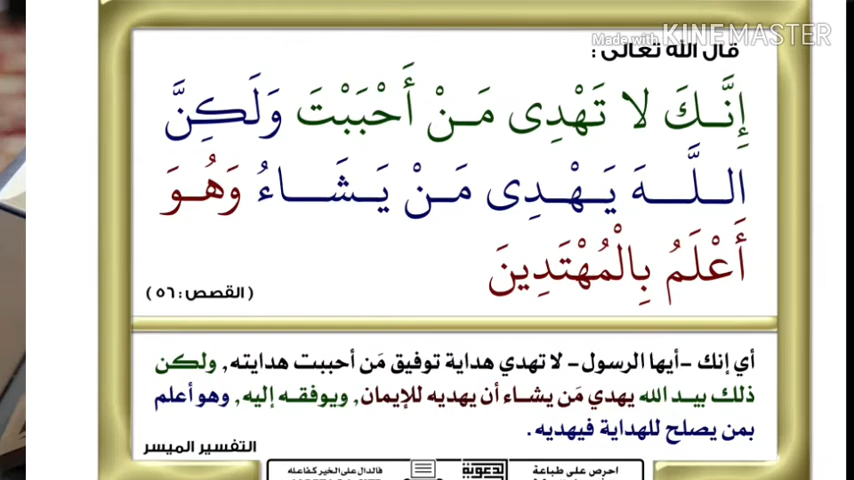 Made with KINEMASTER
قال الله تعالى :
إِنَّكَ لا تَهْدِى مَنْ أَحْبَبْتَ وَلَكِنَّ
اللَّهَ يَهْدِى مَنْ يَشَاءُ وَهُوَ
أَعْلَمُ بِالْمُهْتَدِينَ
( القصص : ٥٦ )
أي إنك -أيها الرسول- لا تهدي هداية توفيق مَن أحببت هدايته, ولكن
ذلك بيد الله يهدي مَن يشاء أن يهديه للإيمان, ويوفقه إليه, وهو أعلم
بمن يصلح للهداية فيهديه.
التفسير الميسر
احرص على طباعة
الدعوية
فالدال على الخير كفاعله